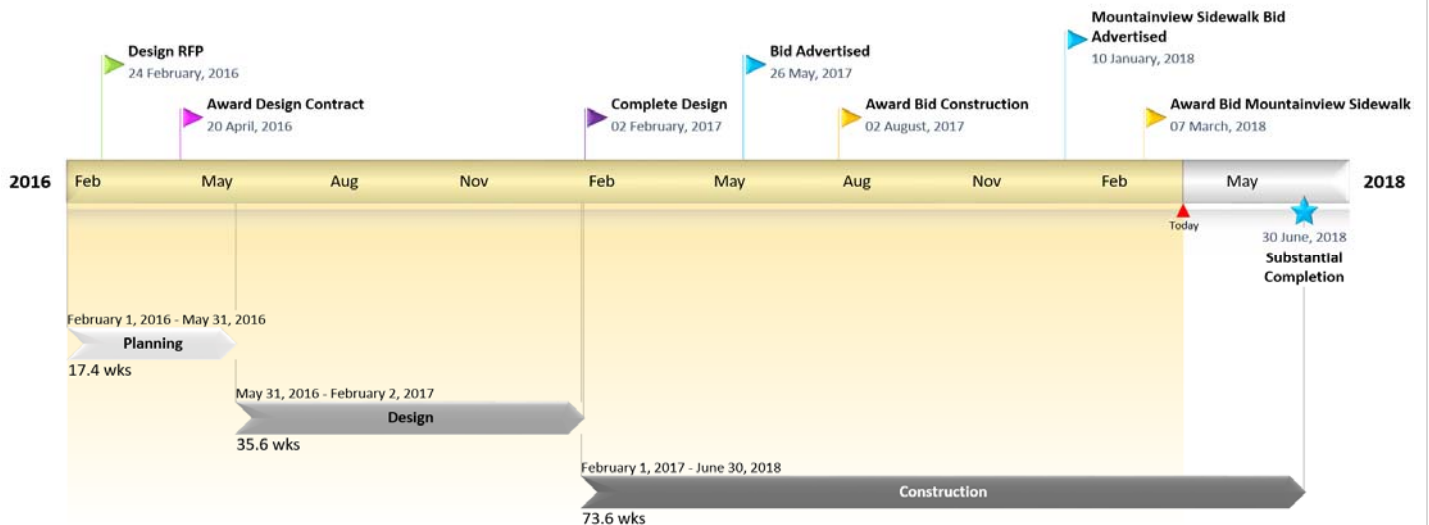 Design RFP
24 February, 2016
Award Design Contract
20 April, 2016
Complete Design
02 February, 2017
Bid Advertised
26 May, 2017
Award Bid Construction
02 August, 2017
Mountainview Sidewalk Bid
Advertised
10 January, 2018
Award Bid Mountainview Sidewalk
07 March, 2018
2016 Feb May Aug Nov Feb May Aug Nov Feb May 2018
Today
30 June, 2018
Substantial
Completion
February 1, 2016 - May 31, 2016
Planning
17.4 wks
May 31, 2016 - February 2, 2017
Design
35.6 wks
February 1, 2017 - June 30, 2018
Construction
73.6 wks